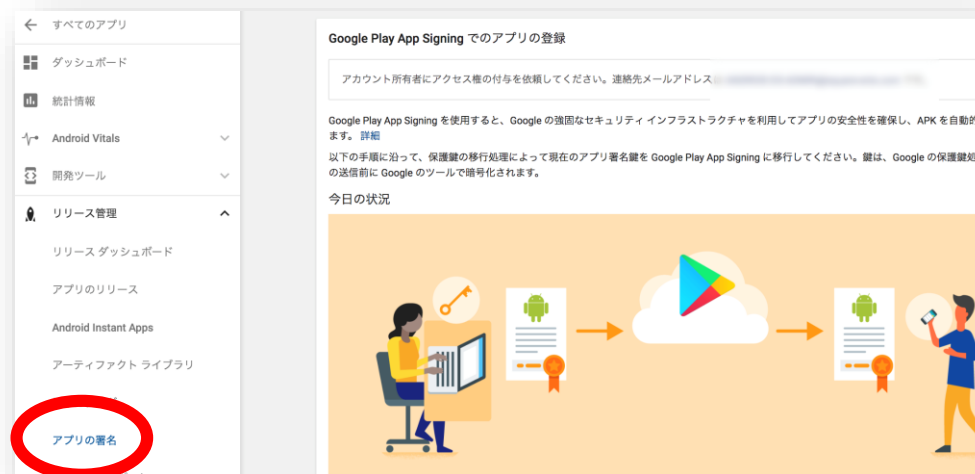 すべてのアプリ
ダッシュボード
統計情報
Android Vitals
開発ツール
リリース管理
リリース ダッシュボード
アプリのリリース
Android Instant Apps
アーティファクト ライブラリ
アプリの署名
Google Play App Signing でのアプリの登録
アカウント所有者にアクセス権の付与を依頼してください。連絡先メールアドレス
Google Play App Signing を使用すると、Google の強固なセキュリティ インフラストラクチャを利用してアプリの安全性を確保し、APK を自動的
ます。 詳細
以下の手順に沿って、保護鍵の移行処理によって現在のアプリ署名鍵を Google Play App Signing に移行してください。鍵は、Google の保護鍵処
の送信前に Google のツールで暗号化されます。
今日の状況